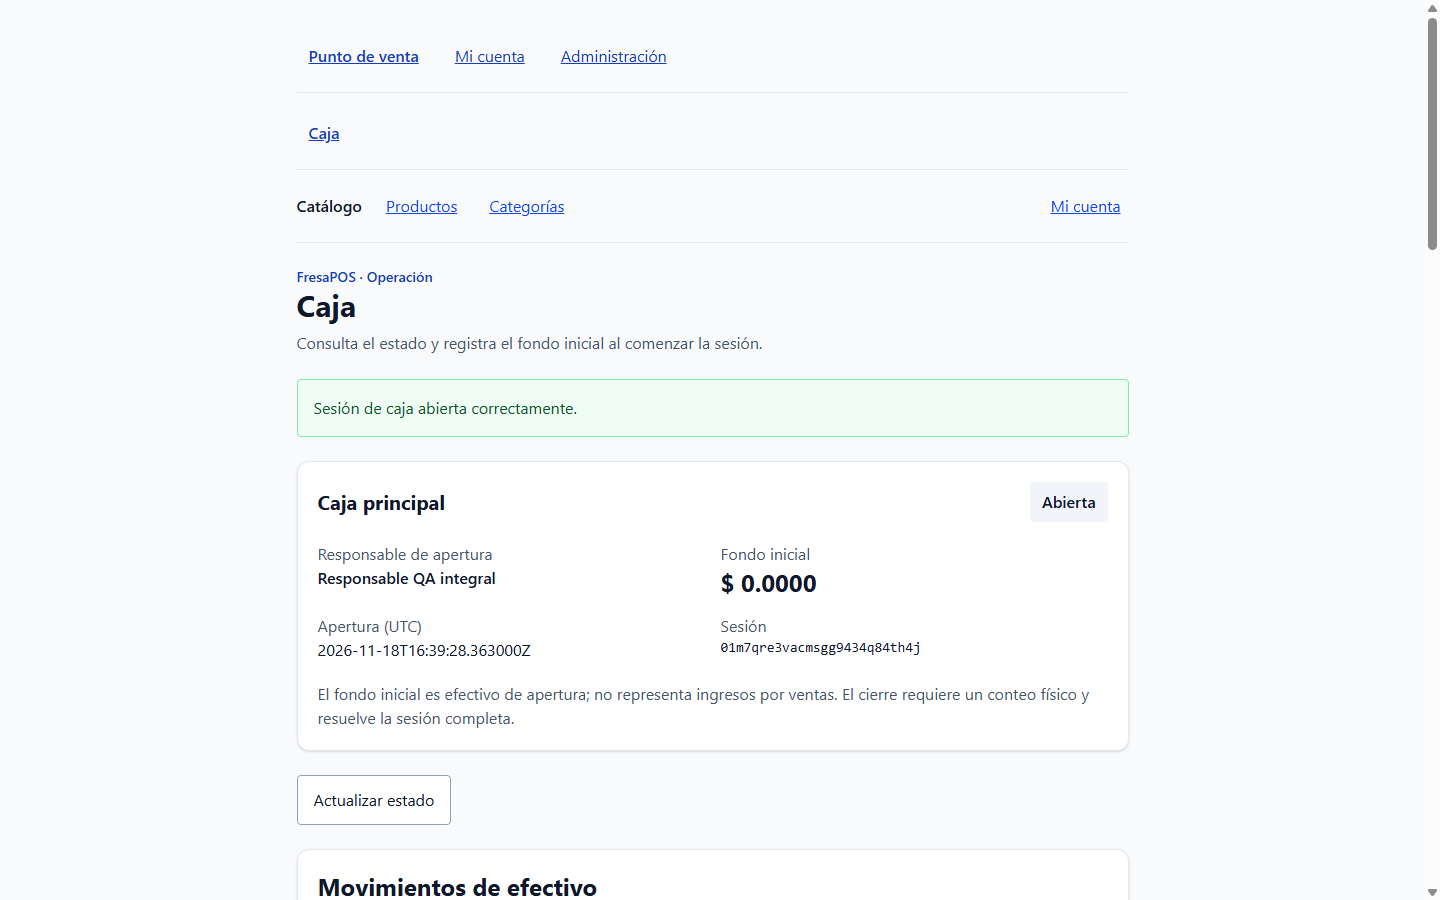 Punto de venta Mi cuenta Administración
Caja
Catálogo Productos Categorías Mi cuenta
FresaPOS · Operación
Caja
Consulta el estado y registra el fondo inicial al comenzar la sesión.
Sesión de caja abierta correctamente.
Caja principal Abierta
Responsable de apertura
Responsable QA integral
Fondo inicial
$ 0.0000
Apertura (UTC)
2026-11-18T16:39:28.363000Z
Sesión
01m7qre3vacmsgg9434q84th4j
El fondo inicial es efectivo de apertura; no representa ingresos por ventas. El cierre requiere un conteo físico y
resuelve la sesión completa.
Actualizar estado
Movimientos de efectivo